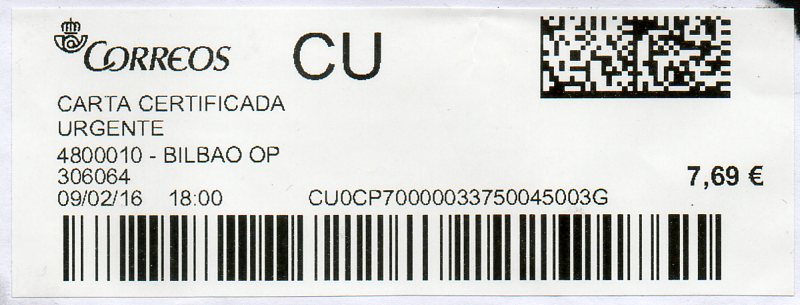 CORREOS
CU
CARTA CERTIFICADA
URGENTE
4800010 - BILBAO OP
306064
7,69 €
09/02/16 18:00 CU0CP70000033750045003G